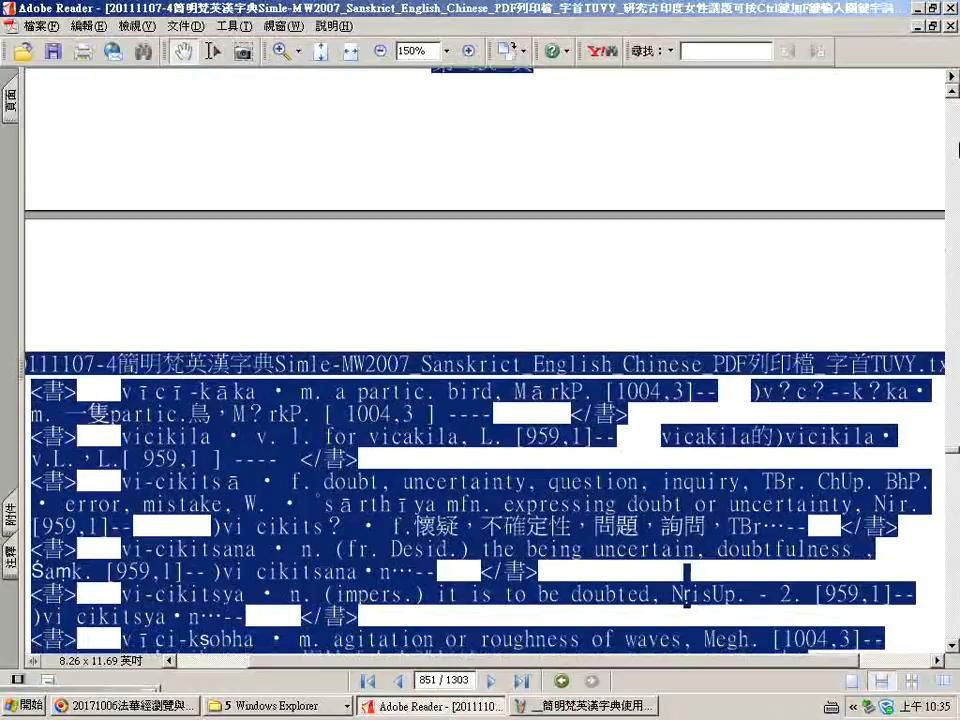 Adobe Reader - [20111107-4簡明梵英漢字典Simle-MW2007_Sanskrict_English_Chinese_PDF列印檔_字首TUVY_研究古印度女性議題可按Ctrl鍵加F鍵輸入關鍵字詞
檔案(F) 編輯(E) 檢視(V) 文件(D) 工具(T) 視窗(W) 說明(H)
150% 尋找：
頁面
111107-4簡明梵英漢字典Simle-MW2007_Sanskrict_English_Chinese_PDF列印檔_字首TUVY.tx
<書> vīcī-kāka · m. a partic. bird, MārkP. [1004,3]-- )v？c？--k？ka·
m. 一隻partic.鳥，M？rkP. [ 1004,3 ] ---- </書>
<書> vicikila · v. l. for vicakila, L. [959,1]-- vicakila的)vicikila·
v.L.，L.[ 959,1 ] ---- </書>
<書> vi-cikitsā · f. doubt, uncertainty, question, inquiry, TBr. ChUp. BhP.
· error, mistake, W. · °sārthīya mfn. expressing doubt or uncertainty, Nir.
[959,1]-- )vi cikits？ · f.懷疑，不確定性，問題，詢問，TBr…-- </書>
<書> vi-cikitsana · n. (fr. Desid.) the being uncertain, doubtfulness ,
Śaṃk. [959,1]-- )vi cikitsana·n…-- </書>
<書> vi-cikitsya · n. (impers.) it is to be doubted, NṛisUp. - 2. [959,1]--
)vi cikitsya·n…-- </書>
<書> vīci-kṣobha · m. agitation or roughness of waves, Megh. [1004,3]--
附件
注釋
8.26 x 11.69 英吋
851 / 1303
開始 20171006法華經瀏覽與... 5 Windows Explorer Adobe Reader - [2011110... __簡明梵英漢字典使用... 上午 10:35